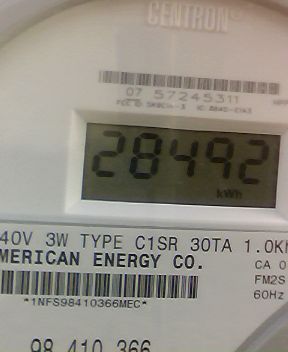 CENTRON®
07 57245311
28492
kWh
40V 3W TYPE C1SR 30TA 1.0K
MERICAN ENERGY CO.
CA 0
FM2S
60Hz
*1NFS98410366MEC*
98 410 366